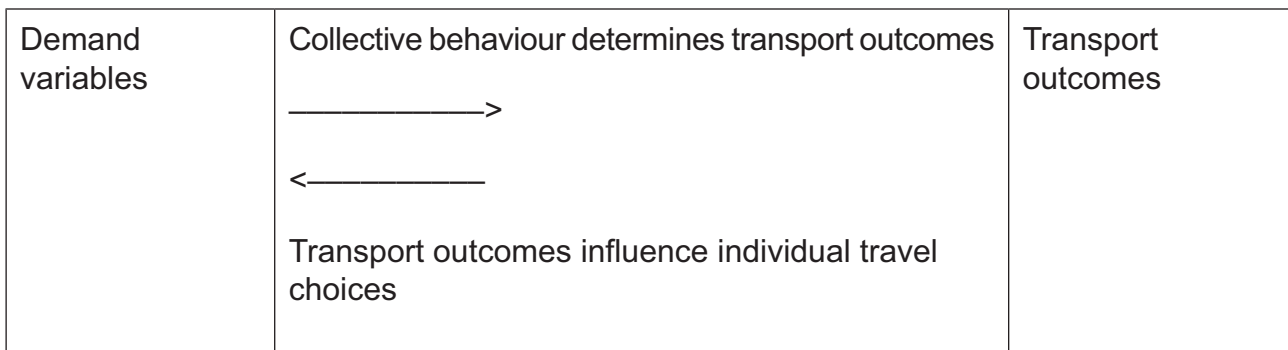 Demand
variables
Collective behaviour determines transport outcomes
———————————>
<——————————
Transport outcomes influence individual travel
choices
Transport
outcomes